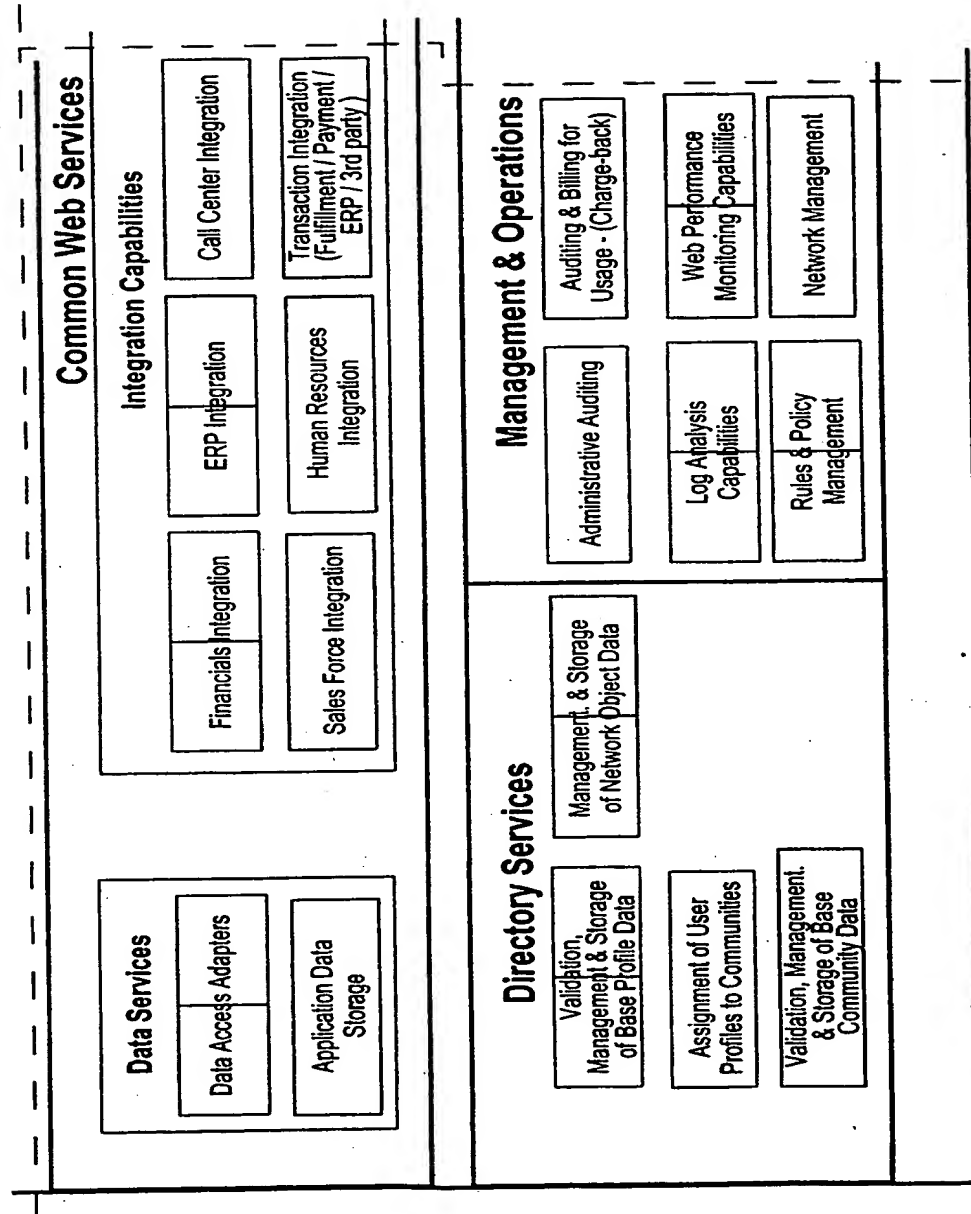 Common Web Services
Data Services
Data Access Adapters
Application Data
Storage
Integration Capabilities
Financials Integration
ERP Integration
Call Center Integration
Sales Force Integration
Human Resources
Integration
Transaction Integration
(Fulfillment / Payment /
ERP / 3rd party )
Directory Services
Validation,
Management & Storage
of Base Profile Data
Management. & Storage
of Network Object Data
Assignment of User
Profiles to Communities
Validation, Management.
& Storage of Base
Community Data
Management & Operations
Administrative Auditing
Auditing & Billing for
Usage - (Charge-back)
Log Analysis
Capabilities
Web Performance
Monitoring Capabilities
Rules & Policy
Management
Network Management